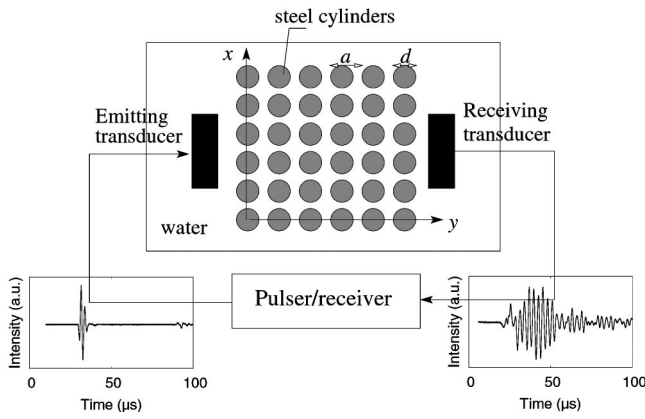 steel cylinders
x
a
d
Emitting
transducer
Receiving
transducer
water
y
Pulser/receiver
Intensity (a.u.)
0 50 100
Time (µs)
Intensity (a.u.)
0 50 100
Time (µs)